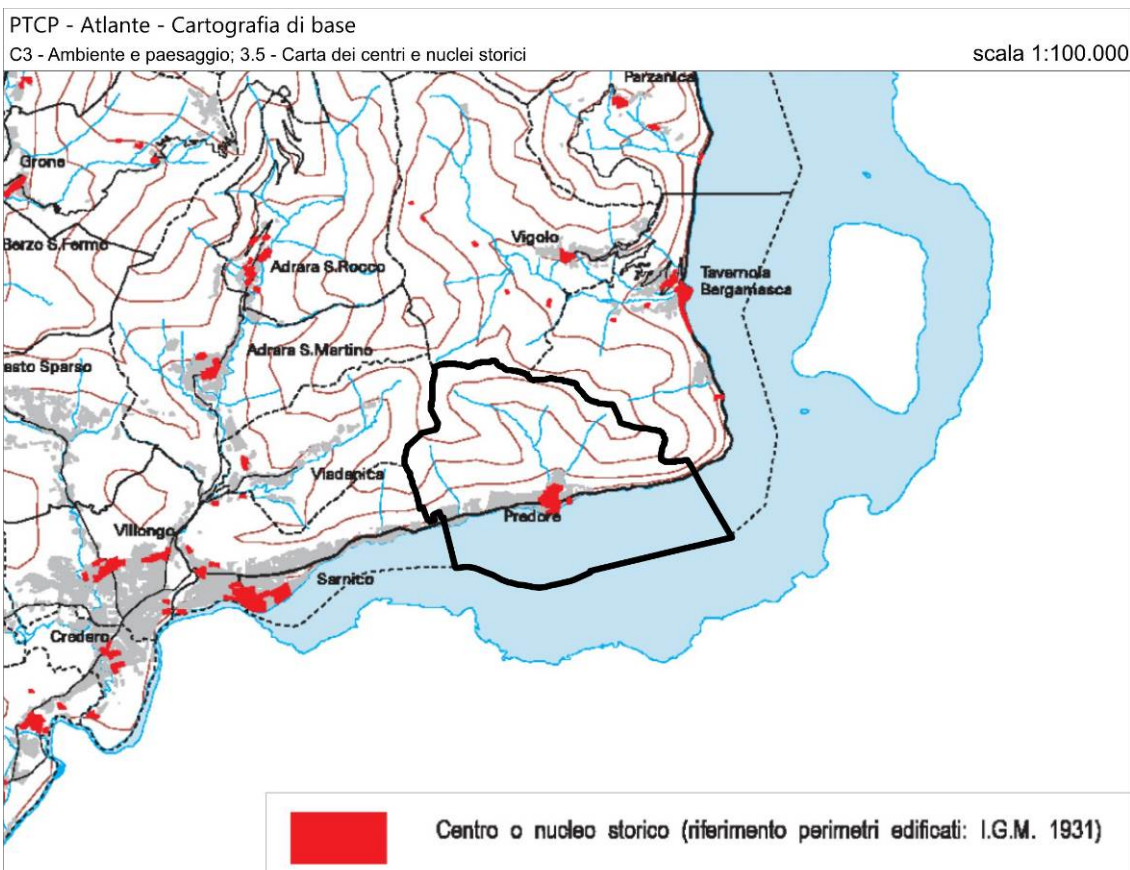 PTCP - Atlante - Cartografia di base
C3 - Ambiente e paesaggio; 3.5 - Carta dei centri e nuclei storici
scala 1:100.000
Parzanica
Grone
Berzo S.Fermo
Vigolo
Adrara S.Rocco
Tavernola
Bergamasca
Adrara S.Martino
asto Sparso
Viadanica
Predore
Villongo
Sarnico
Credaro
Centro o nucleo storico (riferimento perimetri edificati: I.G.M. 1931)